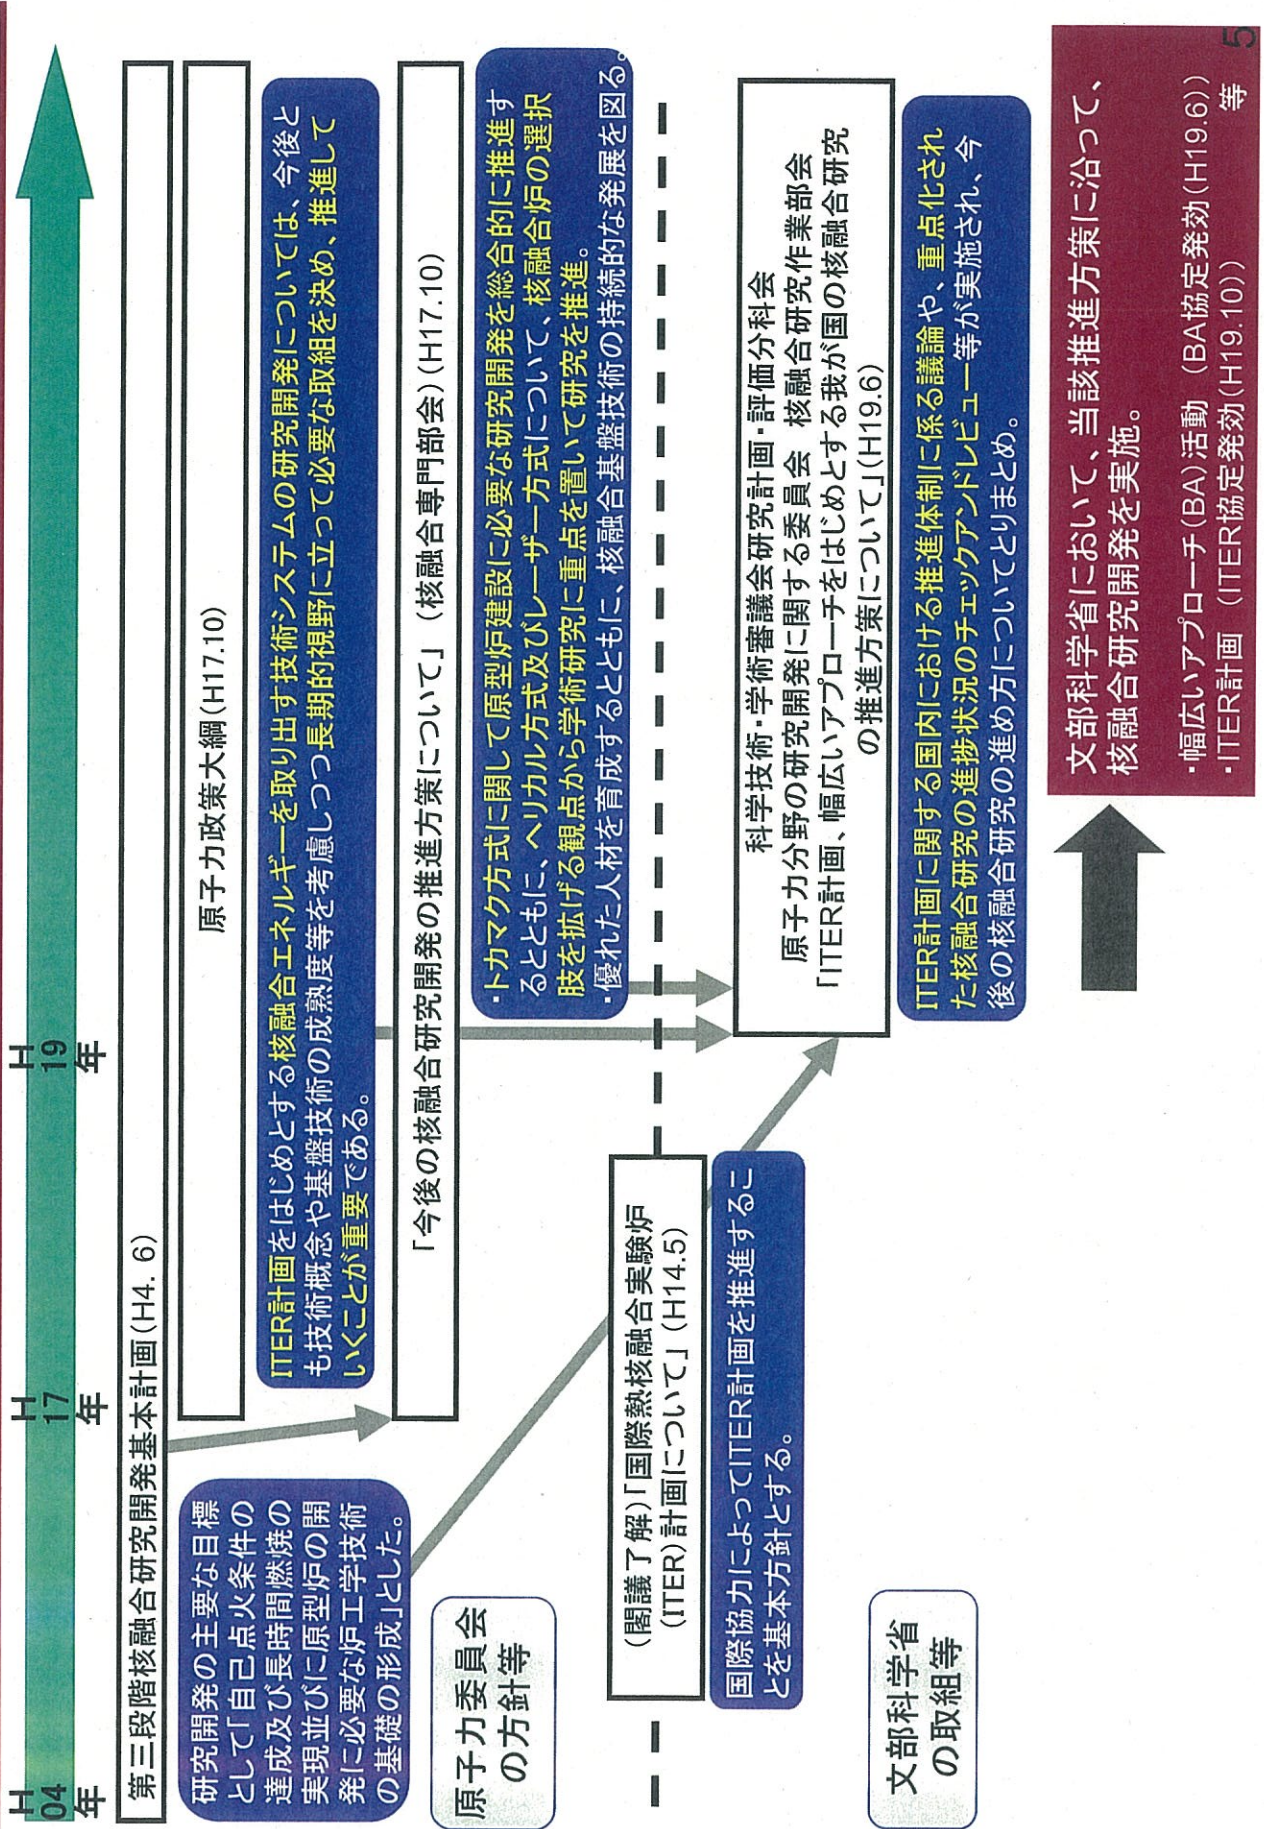 H
04
年
H
17
年
H
19
年
第三段階核融合研究開発基本計画(H4. 6)
原子力政策大綱(H17.10)
研究開発の主要な目標
として「自己点火条件の
達成及び長時間燃焼の
実現並びに原型炉の開
発に必要な炉工学技術
の基礎の形成」とした。
ITER計画をはじめとする核融合エネルギーを取り出す技術システムの研究開発については、今後と
も技術概念や基盤技術の成熟度等を考慮しつつ長期的視野に立って必要な取組を決め、推進して
いくことが重要である。
「今後の核融合研究開発の推進方策について」(核融合専門部会)(H17.10)
・トカマク方式に関して原型炉建設に必要な研究開発を総合的に推進す
るとともに、ヘリカル方式及びレーザー方式について、核融合炉の選択
肢を拡げる観点から学術研究に重点を置いて研究を推進。
・優れた人材を育成するとともに、核融合基盤技術の持続的な発展を図る。
原子力委員会
の方針等
(閣議了解)「国際熱核融合実験炉
(ITER)計画について」(H14.5)
国際協力によってITER計画を推進するこ
とを基本方針とする。
科学技術・学術審議会研究計画・評価分科会
原子力分野の研究開発に関する委員会 核融合研究作業部会
「ITER計画、幅広いアプローチをはじめとする我が国の核融合研究
の推進方策について」(H19.6)
文部科学省
の取組等
ITER計画に関する国内における推進体制に係る議論や、重点化され
た核融合研究の進捗状況のチェックアンドレビュー等が実施され、今
後の核融合研究の進め方についてとりまとめ。
文部科学省において、当該推進方策に沿って、
核融合研究開発を実施。
・幅広いアプローチ(BA)活動 (BA協定発効(H19.6))
・ITER計画 (ITER協定発効(H19.10)) 等
5